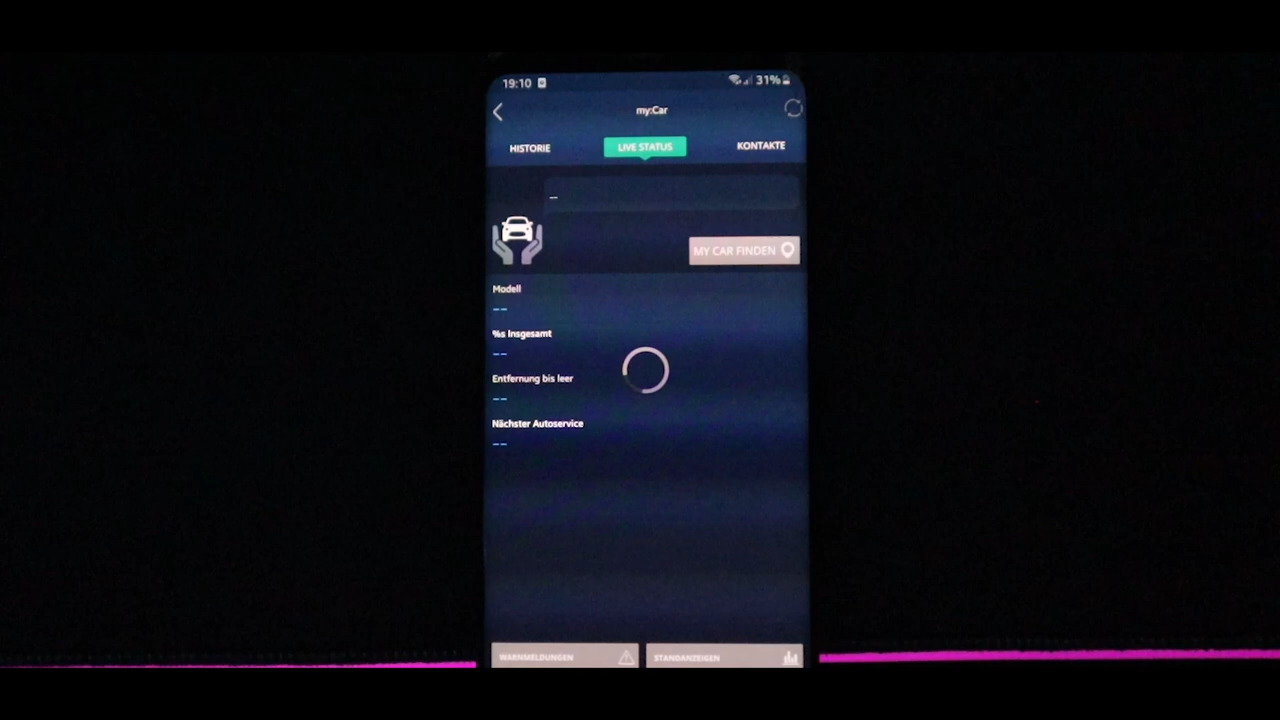 19:10 31%
my:Car
HISTORIE LIVE STATUS KONTAKTE
--
MY CAR FINDEN
Modell
--
%s Insgesamt
--
Entfernung bis leer
--
Nächster Autoservice
--
WARNMELDUNGEN STANDANZEIGEN